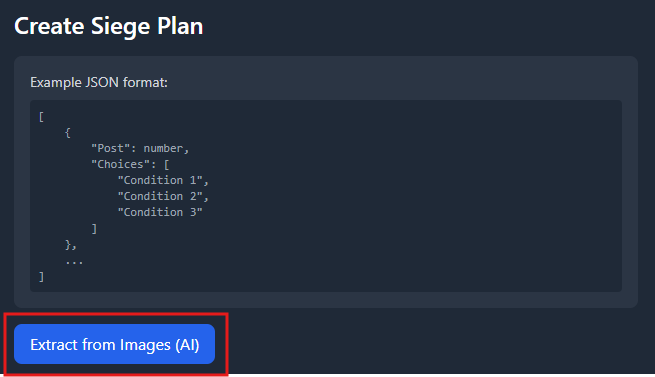 Create Siege Plan
Example JSON format:
[
    {
        "Post": number,
        "Choices": [
            "Condition 1",
            "Condition 2",
            "Condition 3"
        ]
    },
    ...
]
Extract from Images (AI)